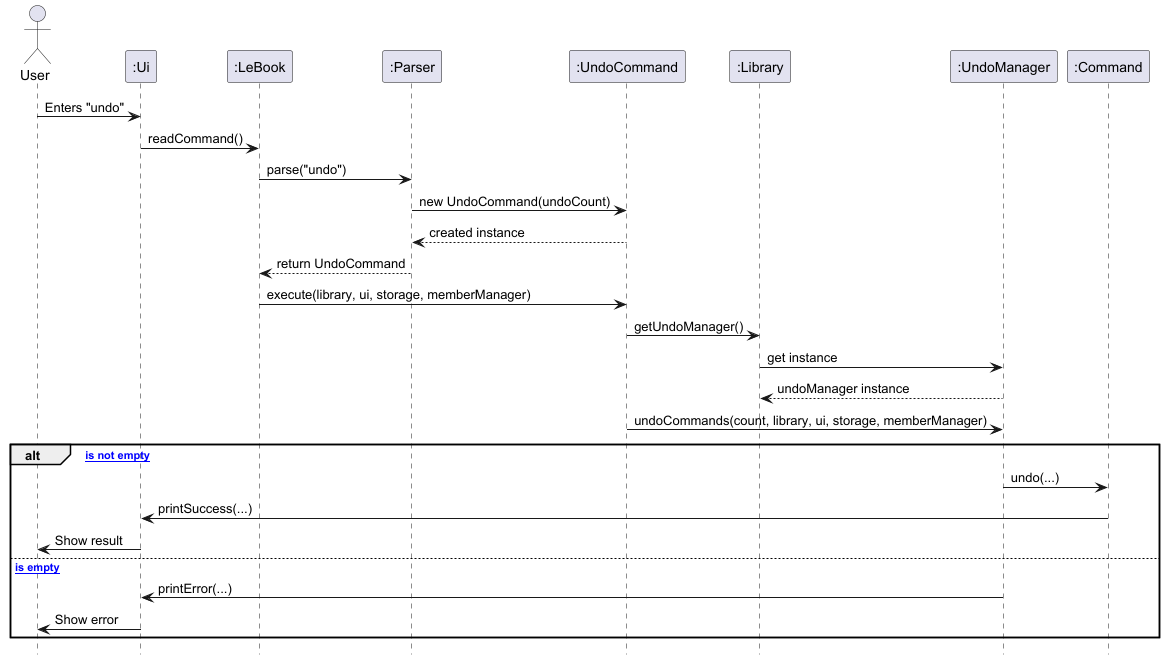 User
:Ui
:LeBook
:Parser
:UndoCommand
:Library
:UndoManager
:Command
Enters "undo"
readCommand()
parse("undo")
new UndoCommand(undoCount)
created instance
return UndoCommand
execute(library, ui, storage, memberManager)
getUndoManager()
get instance
undoManager instance
undoCommands(count, library, ui, storage, memberManager)
alt
is not empty
undo(...)
printSuccess(...)
Show result
is empty
printError(...)
Show error